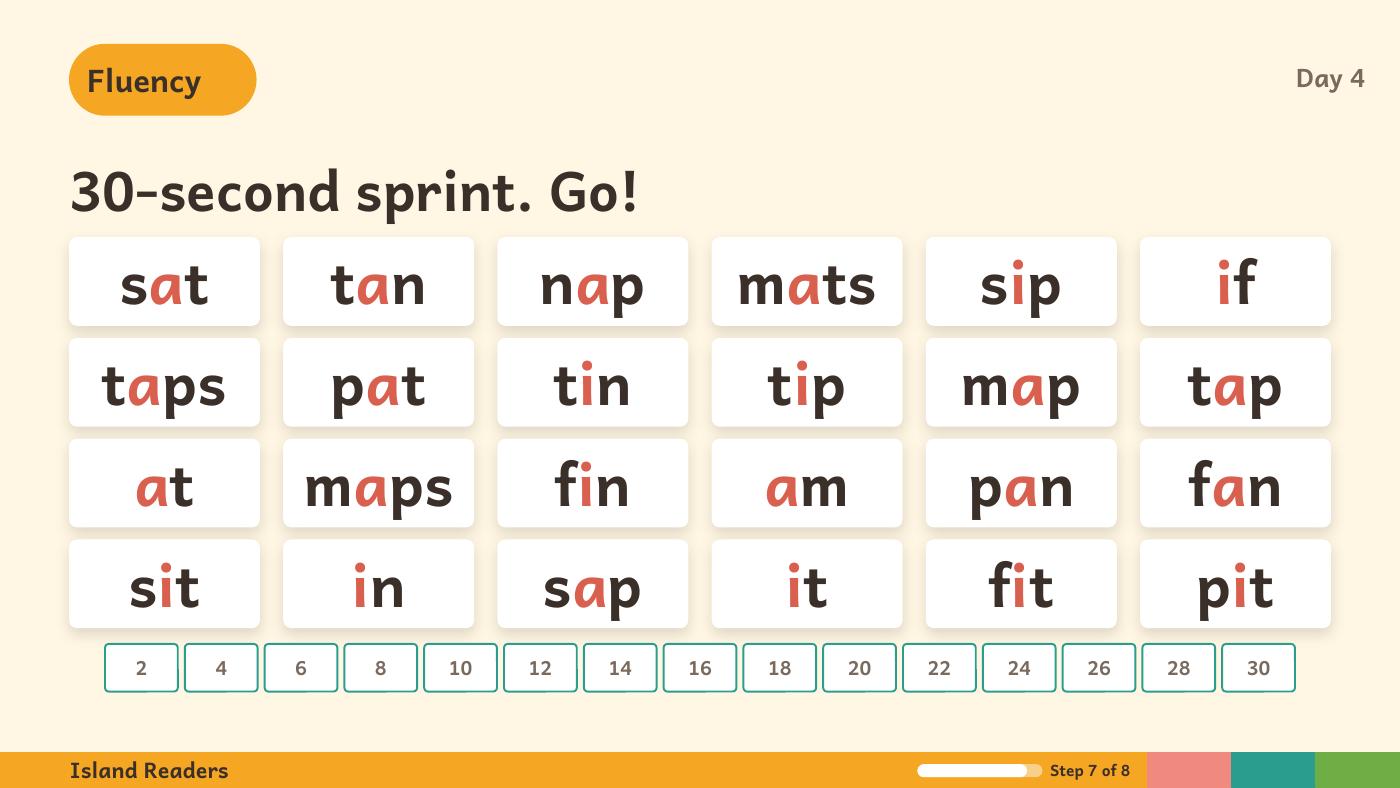 Fluency
Day 4
30-second sprint. Go!
sat tan nap mats sip if
taps pat tin tip map tap
at maps fin am pan fan
sit in sap it fit pit
2 4 6 8 10 12 14 16 18 20 22 24 26 28 30
Island Readers
Step 7 of 8